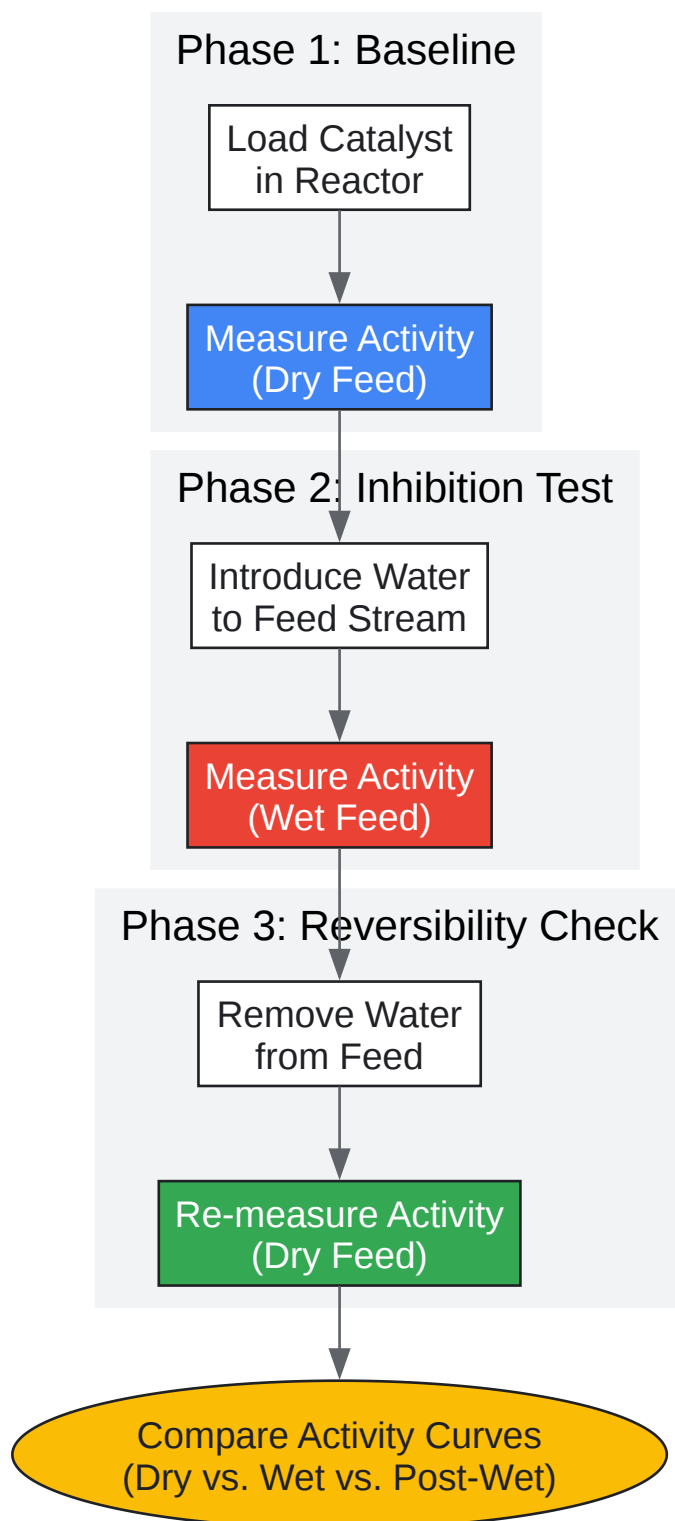 Phase 1: Baseline
Load Catalyst
in Reactor
Measure Activity
(Dry Feed)
Phase 2: Inhibition Test
Introduce Water
to Feed Stream
Measure Activity
(Wet Feed)
Phase 3: Reversibility Check
Remove Water
from Feed
Re-measure Activity
(Dry Feed)
Compare Activity Curves
(Dry vs. Wet vs. Post-Wet)